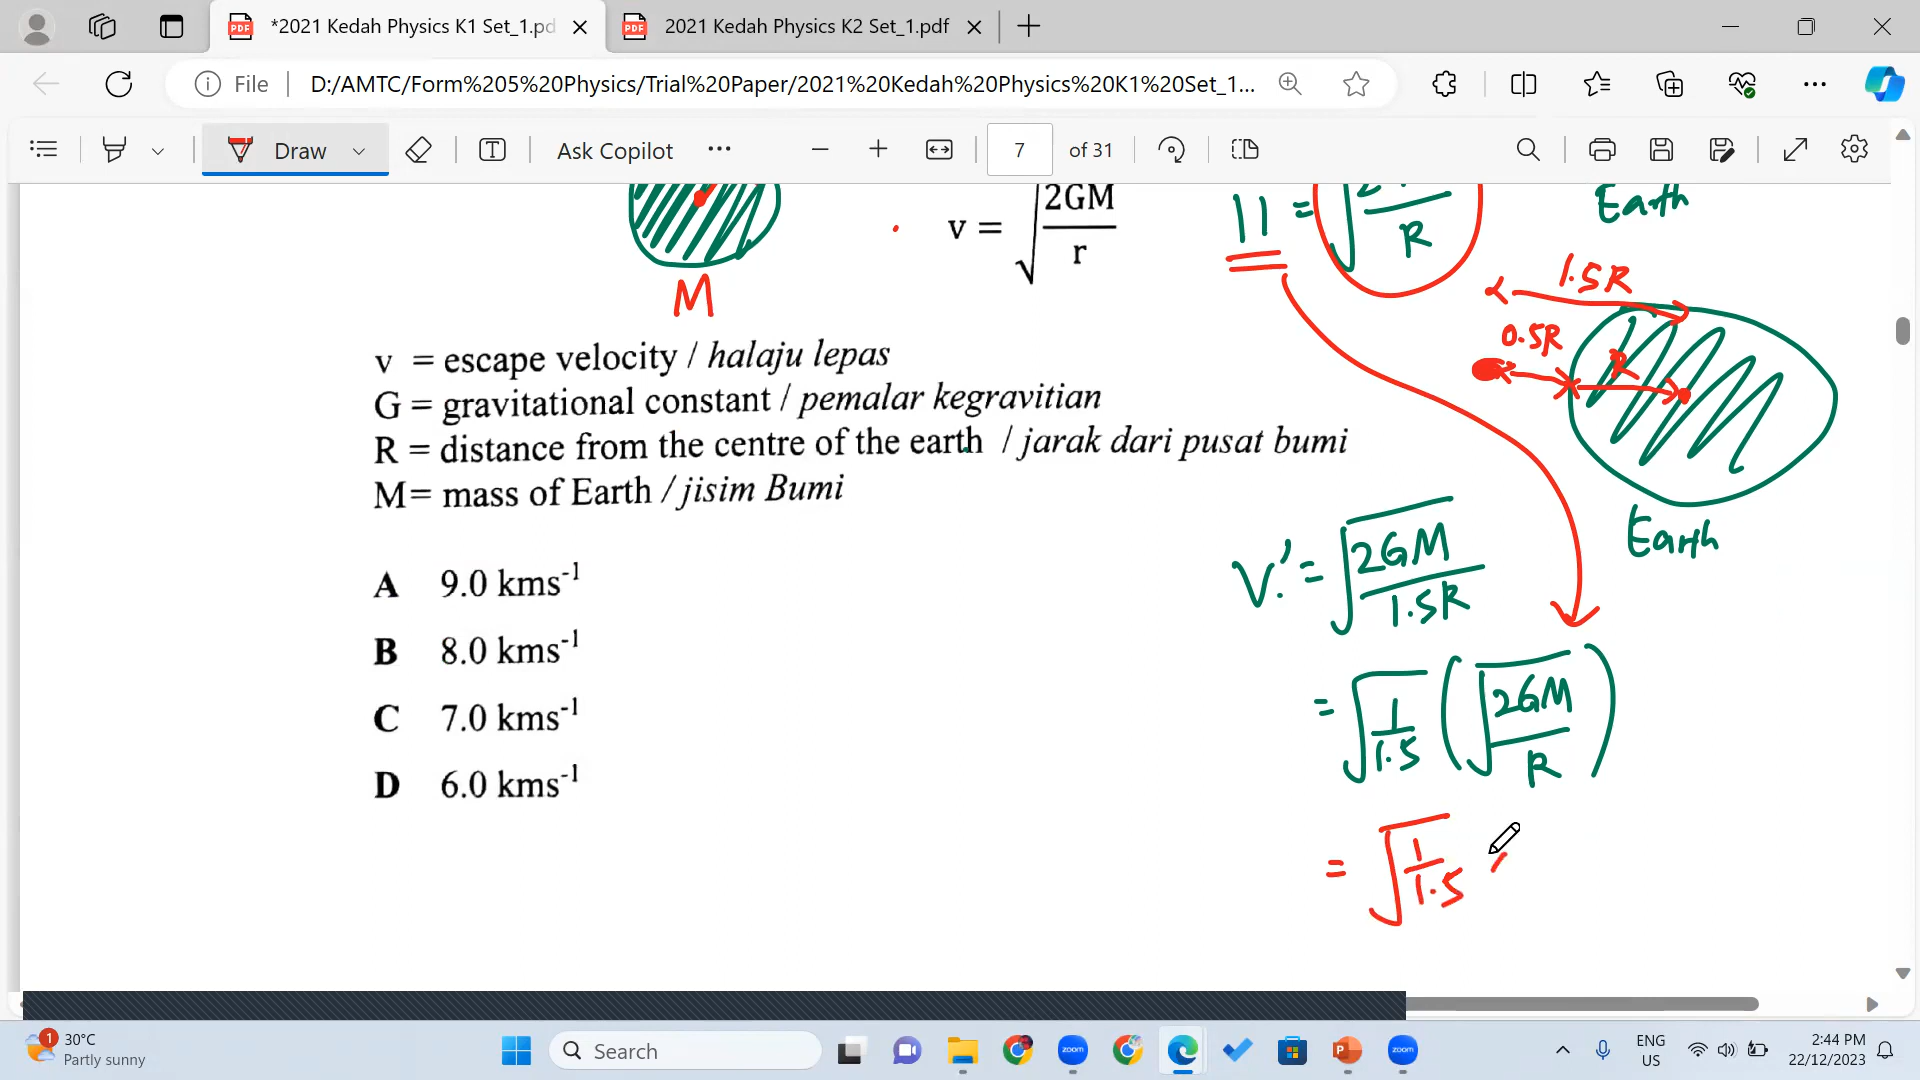 *2021 Kedah Physics K1 Set_1.pd
2021 Kedah Physics K2 Set_1.pdf
File
D:/AMTC/Form%205%20Physics/Trial%20Paper/2021%20Kedah%20Physics%20K1%20Set_1...
Draw
T
Ask Copilot
7
of 31
M
v = √2GM/r
11 = R
Earth
1.5R
0.5R
R
Earth
v = escape velocity / halaju lepas
G = gravitational constant / pemalar kegravitian
R = distance from the centre of the earth / jarak dari pusat bumi
M= mass of Earth / jisim Bumi
A 9.0 kms⁻¹
B 8.0 kms⁻¹
C 7.0 kms⁻¹
D 6.0 kms⁻¹
V' = √2GM/1.5R
= √1/1.5 (√2GM/R)
= √1/1.5
1
30°C
Partly sunny
Search
zoom
zoom
ENG
US
2:44 PM
22/12/2023